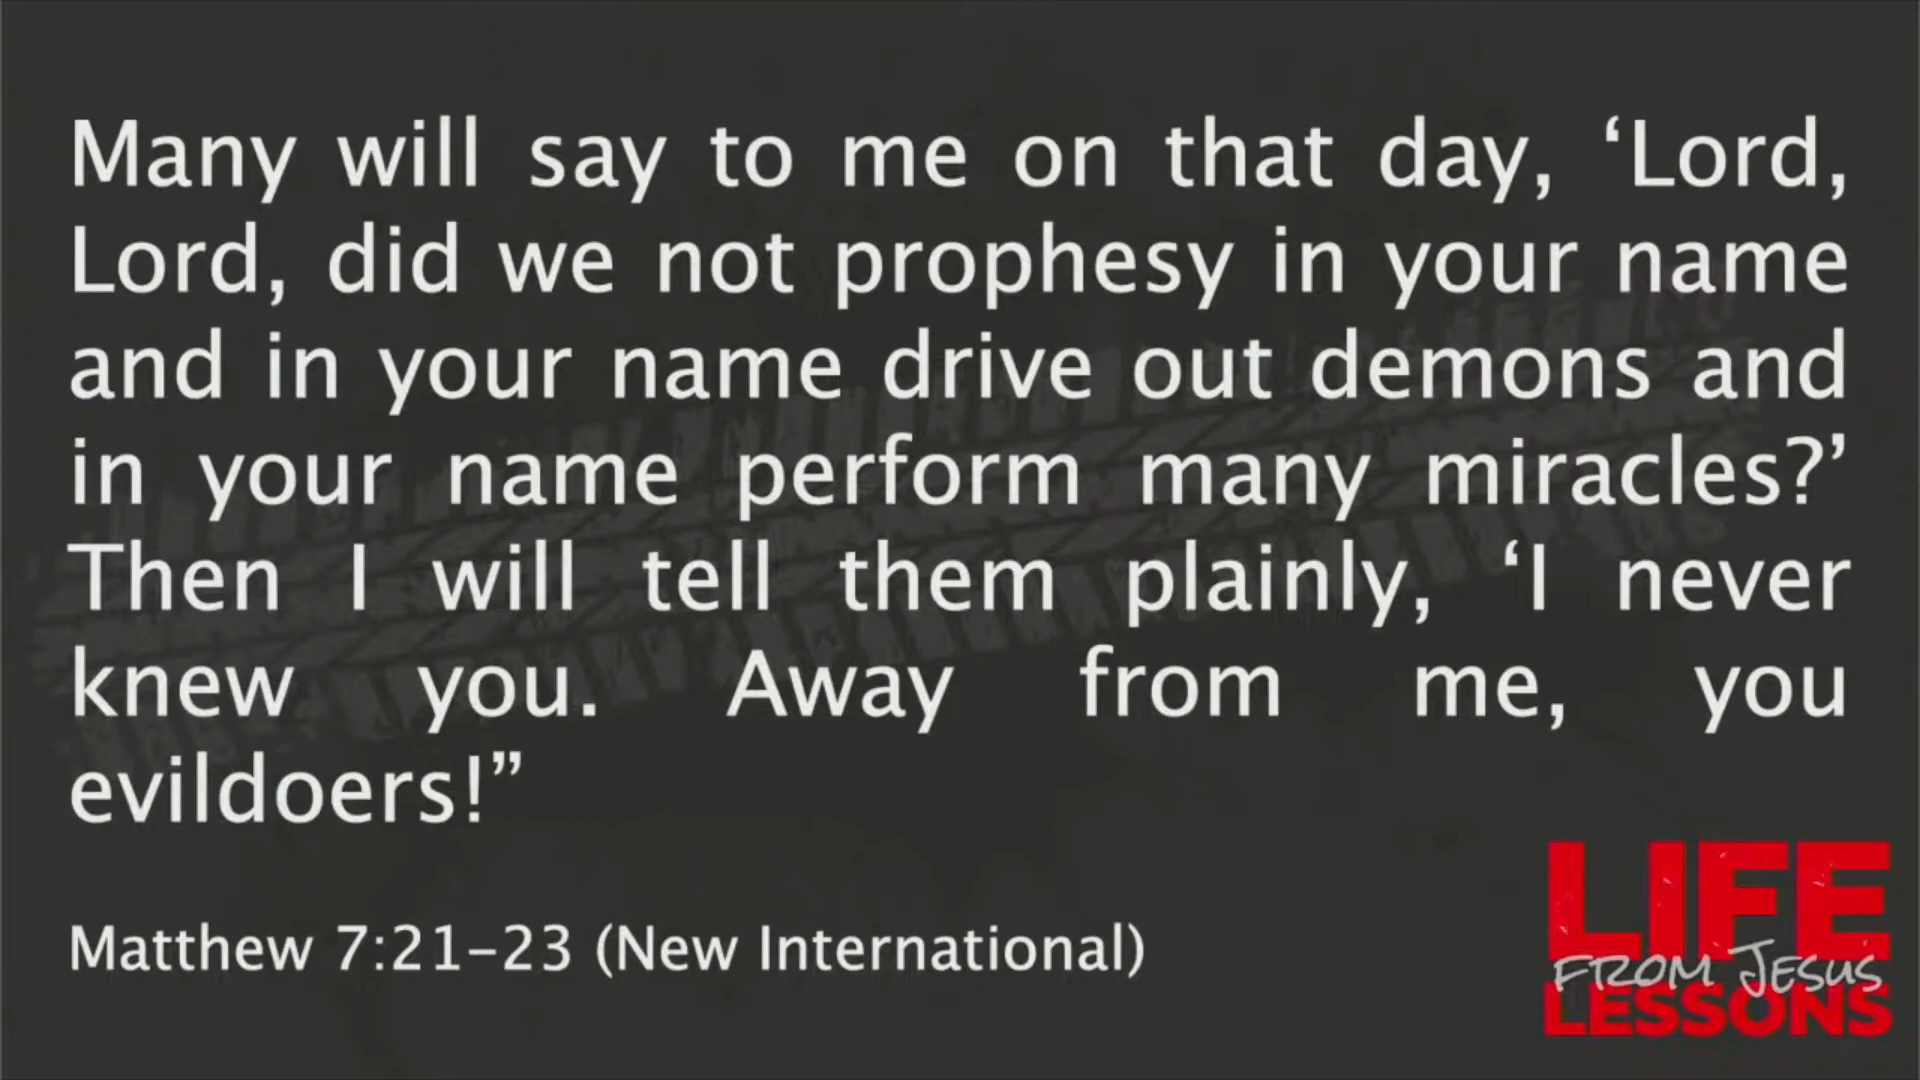 Many will say to me on that day, ‘Lord,
Lord, did we not prophesy in your name
and in your name drive out demons and
in your name perform many miracles?’
Then I will tell them plainly, ‘I never
knew you. Away from me, you
evildoers!”
Matthew 7:21–23 (New International)
LIFE
FROM JESUS
LESSONS